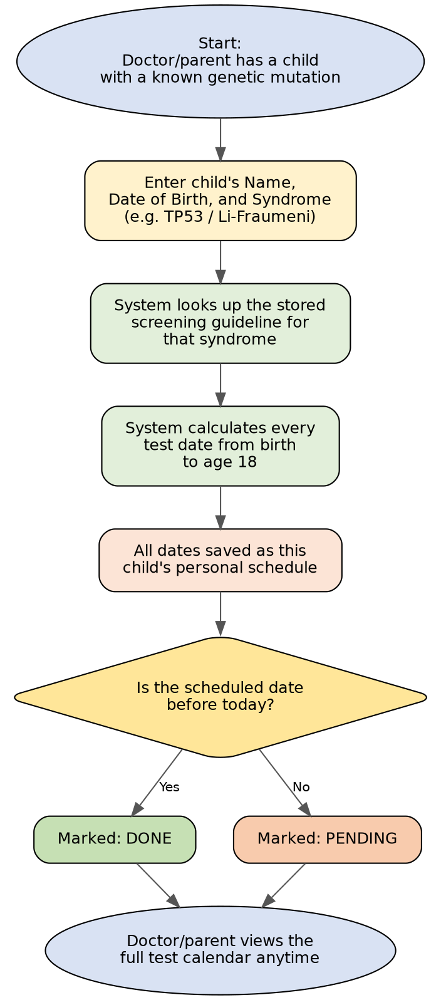 Start:
Doctor/parent has a child
with a known genetic mutation
Enter child's Name,
Date of Birth, and Syndrome
(e.g. TP53 / Li-Fraumeni)
System looks up the stored
screening guideline for
that syndrome
System calculates every
test date from birth
to age 18
All dates saved as this
child's personal schedule
Is the scheduled date
before today?
Yes
No
Marked: DONE
Marked: PENDING
Doctor/parent views the
full test calendar anytime